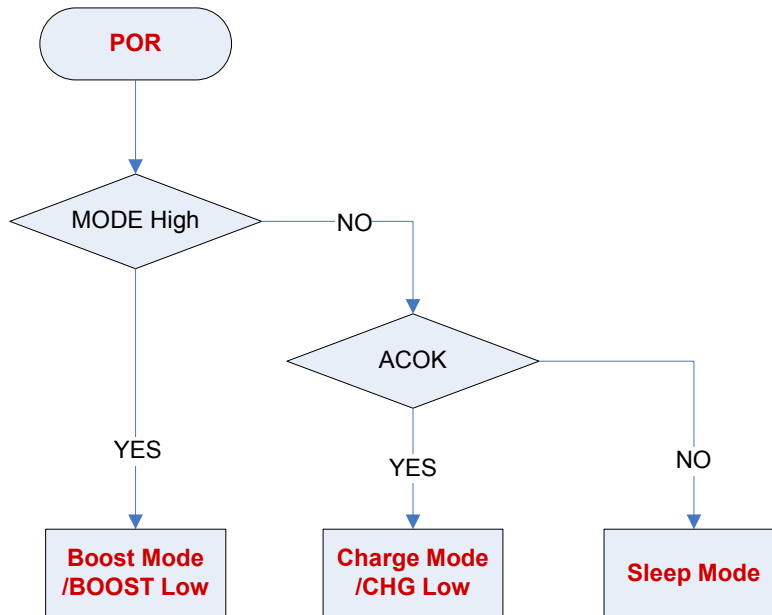 POR
MODE High
NO
ACOK
YES
YES
NO
Boost Mode
/BOOST Low
Charge Mode
/CHG Low
Sleep Mode